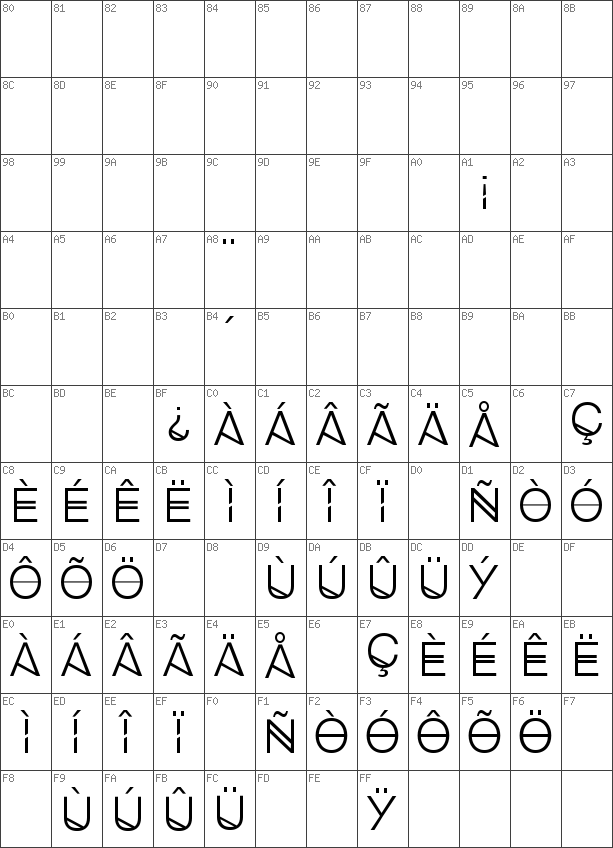 80 81 82 83 84 85 86 87 88 89 8A 8B
8C 8D 8E 8F 90 91 92 93 94 95 96 97
98 99 9A 9B 9C 9D 9E 9F A0 A1 A2 A3
¡
A4 A5 A6 A7 A8 A9 AA AB AC AD AE AF
¨
B0 B1 B2 B3 B4 B5 B6 B7 B8 B9 BA BB
´
BC BD BE BF C0 C1 C2 C3 C4 C5 C6 C7
¿ À Á Â Ã Ä Å Ç
C8 C9 CA CB CC CD CE CF D0 D1 D2 D3
È É Ê Ë Ì Í Î Ï Ñ Ò Ó
D4 D5 D6 D7 D8 D9 DA DB DC DD DE DF
Ô Õ Ö Ù Ú Û Ü Ý
E0 E1 E2 E3 E4 E5 E6 E7 E8 E9 EA EB
À Á Â Ã Ä Å Ç È É Ê Ë
EC ED EE EF F0 F1 F2 F3 F4 F5 F6 F7
Ì Í Î Ï Ñ Ò Ó Ô Õ Ö
F8 F9 FA FB FC FD FE FF
Ù Ú Û Ü Ÿ